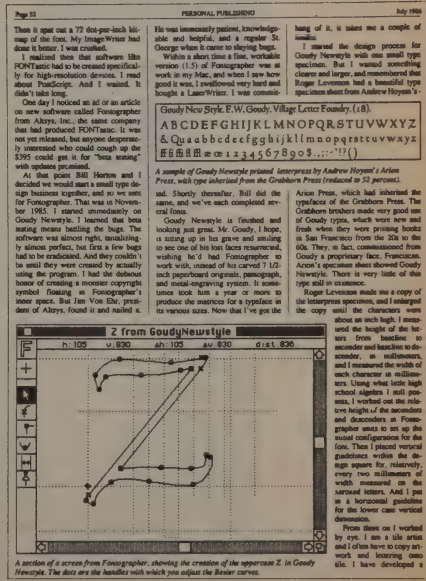 Page 32
PERSONAL PUBLISHING
July 1986
Then it spat out a 72 dot-per-inch bit-
map of the font. My ImageWriter had
done it better. I was crushed.
I realized then that software like
FONTastic had to be created specifical-
ly for high-resolution devices. I read
about PostScript. And I waited. It
didn't take long.
One day I noticed an ad or an article
on new software called Fontographer
from Altsys, Inc., the same company
that had produced FONTastic. It was
not yet released, but anyone desperate-
ly interested who could cough up the
$395 could get it for "beta testing"
with updates promised.
At that point Bill Horton and I
decided we would start a small type de-
sign business together, and so we sent
for Fontographer. That was in Novem-
ber 1985. I started immediately on
Goudy Newstyle. I learned that beta
testing means battling the bugs. The
software was almost right, tantalizing-
ly almost perfect, but first a few bugs
had to be eradicated. And they couldn't
be until they were created by actually
using the program. I had the dubious
honor of creating a monster copyright
symbol floating in Fontographer's
inner space. But Jim Von Ehr, presi-
dent of Altsys, found it and nailed it.
He was immensely patient, knowledge-
able and helpful, and a regular St.
George when it came to slaying bugs.
Within a short time a fine, workable
version (1.5) of Fontographer was at
work in my Mac, and when I saw how
good it was, I swallowed very hard and
bought a LaserWriter. I was commit-
ed. Shortly thereafter, Bill did the
same, and we've each completed sev-
eral fonts.
Goudy Newstyle is finished and
looking just great. Mr. Goudy, I hope,
is sitting up in his grave and smiling
to see one of his lost faces resurrected,
wishing he'd had Fontographer to
work with, instead of his carved 7 1/2-
inch paperboard originals, pantograph,
and metal-engraving system. It some-
times took him a year or more to
produce the matrices for a typeface in
its various sizes. Now that I've got the
hang of it, it takes me a couple of
weeks.
I started the design process for
Goudy Newstyle with one small type
specimen. But I wanted something
clearer and larger, and remembered that
Roger Levenson had a beautiful type
specimen sheet from Andrew Hoyem's
Goudy New Style. F.W. Goudy, Village Letter Foundry, (18).
ABCDEFGHIJKLMNOPQRSTUVWXYZ
& Qu aabbcdeefgghijklmnopqrsstuvwxyz
A sample of Goudy Newstyle printed letterpress by Andrew Hoyem's Arion
Press, with type inherited from the Grabhorn Press (reduced to 52 percent).
Arion Press, which had inherited the
typefaces of the Grabhorn Press. The
Grabhorn brothers made very good use
of Goudy types, which were new and
fresh when they were printing books
in San Francisco from the 20s to the
60s. They, in fact, commissioned from
Goudy a proprietary face, Franciscan.
Arion's specimen sheet showed Goudy
Newstyle. There is very little of this
type still in existence.
Roger Levenson made me a copy of
the letterpress specimen, and I enlarged
the copy until the characters were
about an inch high. I meas-
ured the height of the let-
ters from baseline to
ascender and baseline to de-
scender, in millimeters,
and I measured the width of
each character in millime-
ters. Using what little high
school algebra I still pos-
sess, I worked out the rela-
tive height of the ascenders
and descenders in Fonto-
grapher units to set up the
initial configuration for the
font. Then I placed vertical
guidelines within the de-
sign square for, relatively,
every two millimeters of
width measured on the
xeroxed letters. And I put
in a horizontal guideline
for the lower case vertical
dimension.
From there on I worked
by eye. I am a tile artist
and I often have to copy art-
work and lettering onto
tile. I have developed a
Z from GoudyNewstyle
h: 105 v: 830 Δh: 105 Δv: 830 dist 836
A section of a screen from Fontographer, showing the creation of the uppercase Z in Goudy
Newstyle. The dots are the handles with which you adjust the Bezier curves.